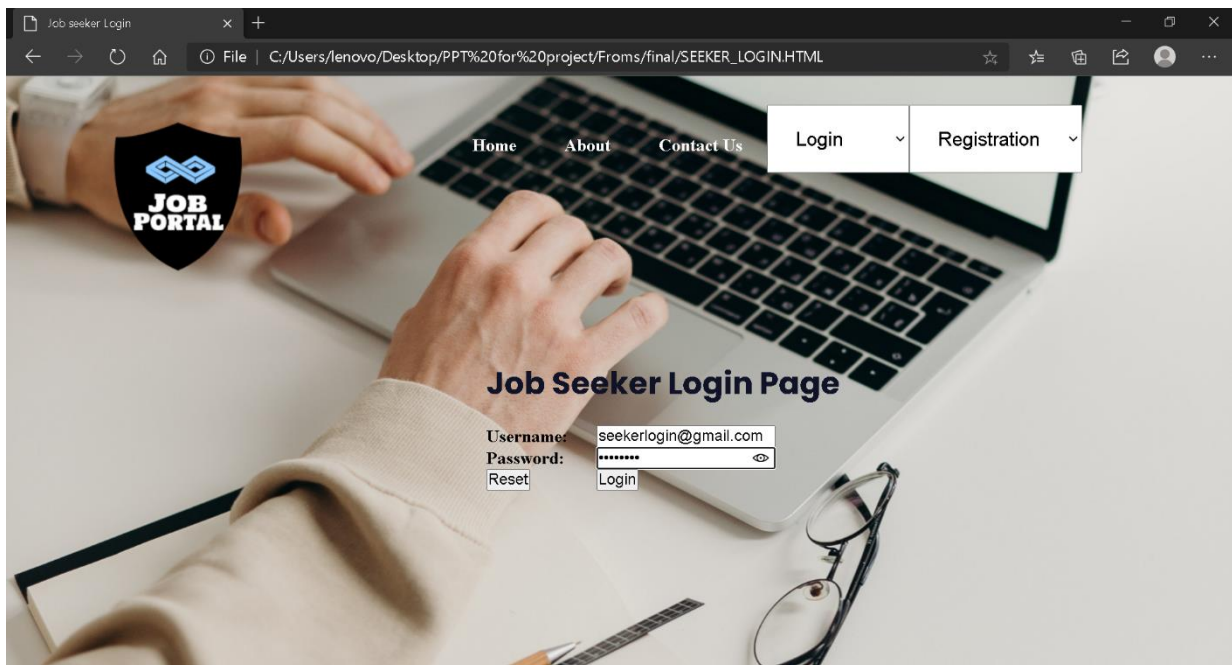 Job seeker Login
File | C:/Users/lenovo/Desktop/PPT%20for%20project/Froms/final/SEEKER_LOGIN.HTML
Home About Contact Us Login Registration
JOB
PORTAL
Job Seeker Login Page
Username: seekerlogin@gmail.com
Password: ••••••••
Reset Login